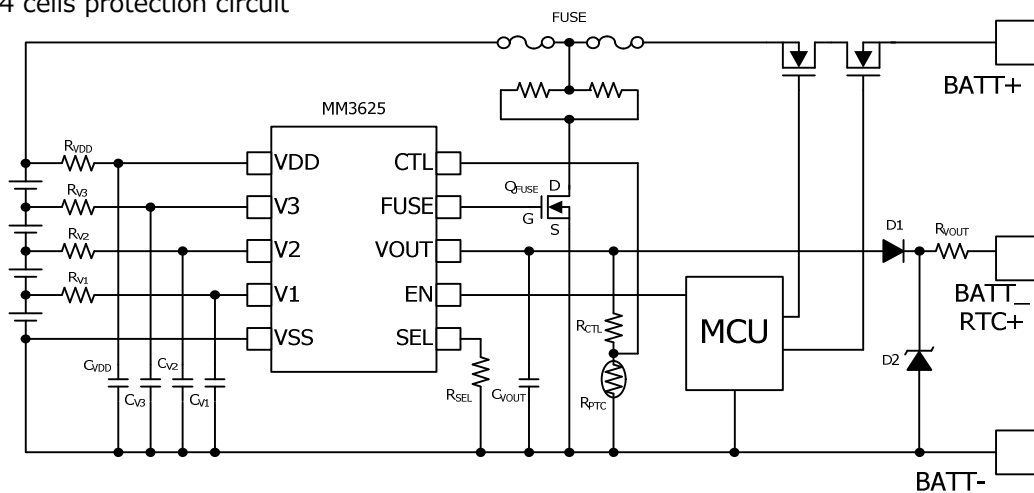 4 cells protection circuit
FUSE
BATT+
MM3625
RVDD
VDD
CTL
RV3
V3
FUSE
QFUSE
D
G
S
RV2
V2
VOUT
D1
RVOUT
RV1
V1
EN
BATT_
RTC+
MCU
RCTL
VSS
SEL
CVDD
CV2
D2
CV3
CV1
RSEL
CVOUT
RPTC
BATT-